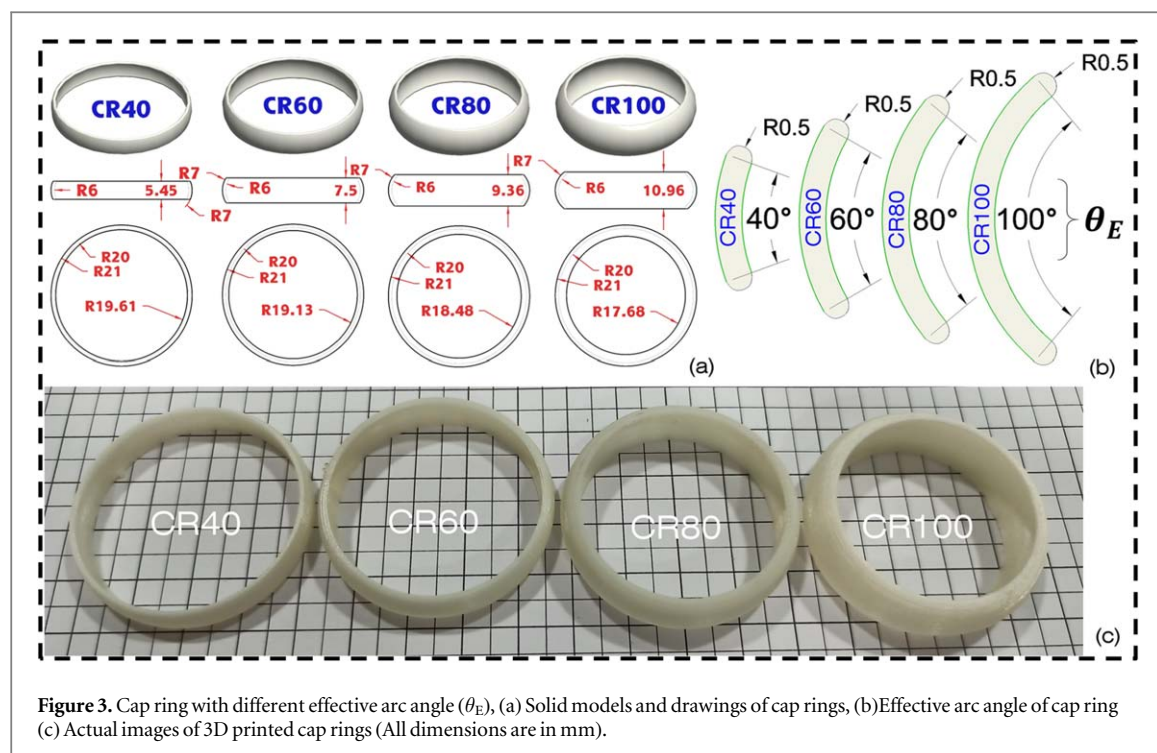 CR40 CR60 CR80 CR100
R7 R7 R7
R6 5.45 R6 7.5 R6 9.36 R6 10.96
R7
R20 R20 R20 R20
R21 R21 R21 R21
R19.61 R19.13 R18.48 R17.68
(a)
R0.5 R0.5 R0.5 R0.5
CR40 40° CR60 60° CR80 80° CR100 100° θE
(b)
CR40 CR60 CR80 CR100
(c)
Figure 3. Cap ring with different effective arc angle (θE), (a) Solid models and drawings of cap rings, (b)Effective arc angle of cap ring
(c) Actual images of 3D printed cap rings (All dimensions are in mm).